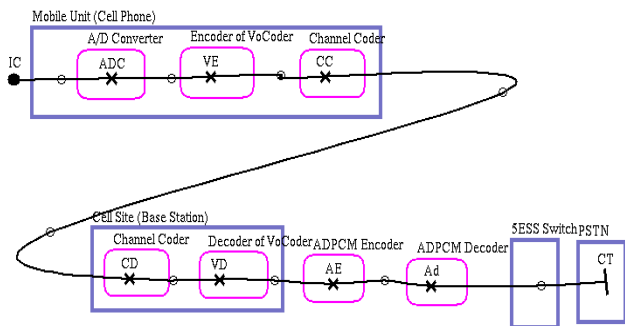 Mobile Unit (Cell Phone)
A/D Converter
Encoder of VoCoder
Channel Coder
IC
ADC
VE
CC
Cell Site (Base Station)
5ESS Switch
PSTN
Channel Coder
Decoder of VoCoder
ADPCM Encoder
ADPCM Decoder
CD
VD
AE
Ad
CT